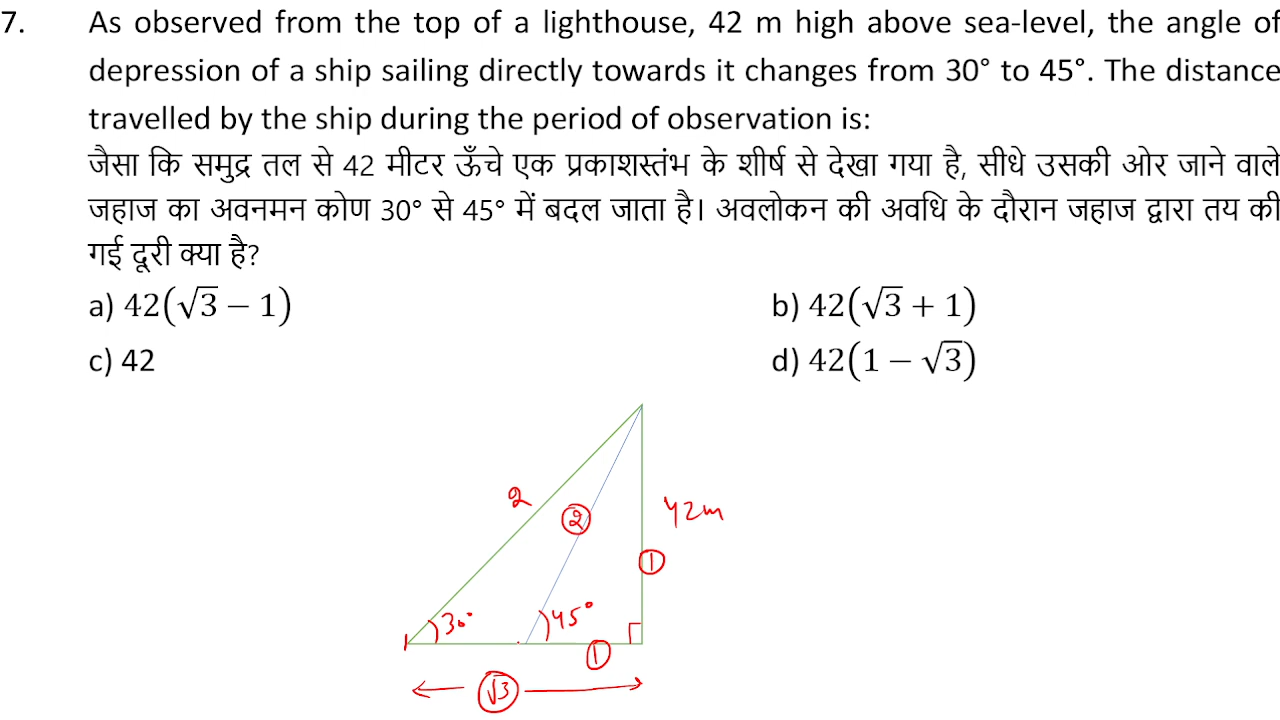 7. As observed from the top of a lighthouse, 42 m high above sea-level, the angle of
depression of a ship sailing directly towards it changes from 30° to 45°. The distance
travelled by the ship during the period of observation is:
जैसा कि समुद्र तल से 42 मीटर ऊँचे एक प्रकाशस्तंभ के शीर्ष से देखा गया है, सीधे उसकी ओर जाने वाले
जहाज का अवनमन कोण 30° से 45° में बदल जाता है। अवलोकन की अवधि के दौरान जहाज द्वारा तय की
गई दूरी क्या है?
a) 42(√3 − 1) b) 42(√3 + 1)
c) 42 d) 42(1 − √3)
2
2
42m
1
30°
45°
1
√3